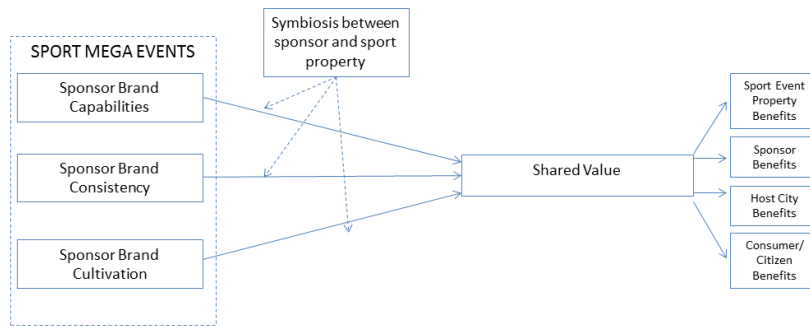 Symbiosis between
sponsor and sport
property
SPORT MEGA EVENTS
Sponsor Brand
Capabilities
Sponsor Brand
Consistency
Sponsor Brand
Cultivation
Shared Value
Sport Event
Property
Benefits
Sponsor
Benefits
Host City
Benefits
Consumer/
Citizen
Benefits